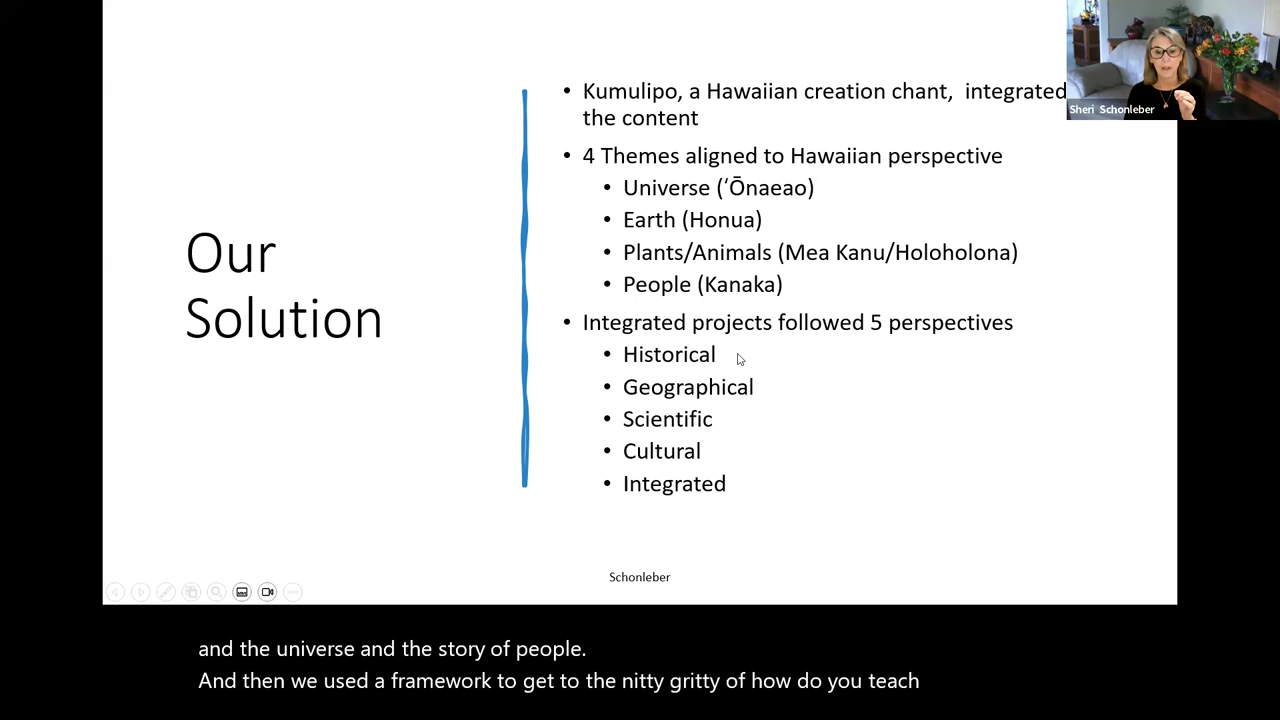 Our
Solution
• Kumulipo, a Hawaiian creation chant,  integrated
the content
• 4 Themes aligned to Hawaiian perspective
• Universe (ʻŌnaeao)
• Earth (Honua)
• Plants/Animals (Mea Kanu/Holoholona)
• People (Kanaka)
• Integrated projects followed 5 perspectives
• Historical
• Geographical
• Scientific
• Cultural
• Integrated
Schonleber
Sheri Schonleber
and the universe and the story of people.
And then we used a framework to get to the nitty gritty of how do you teach